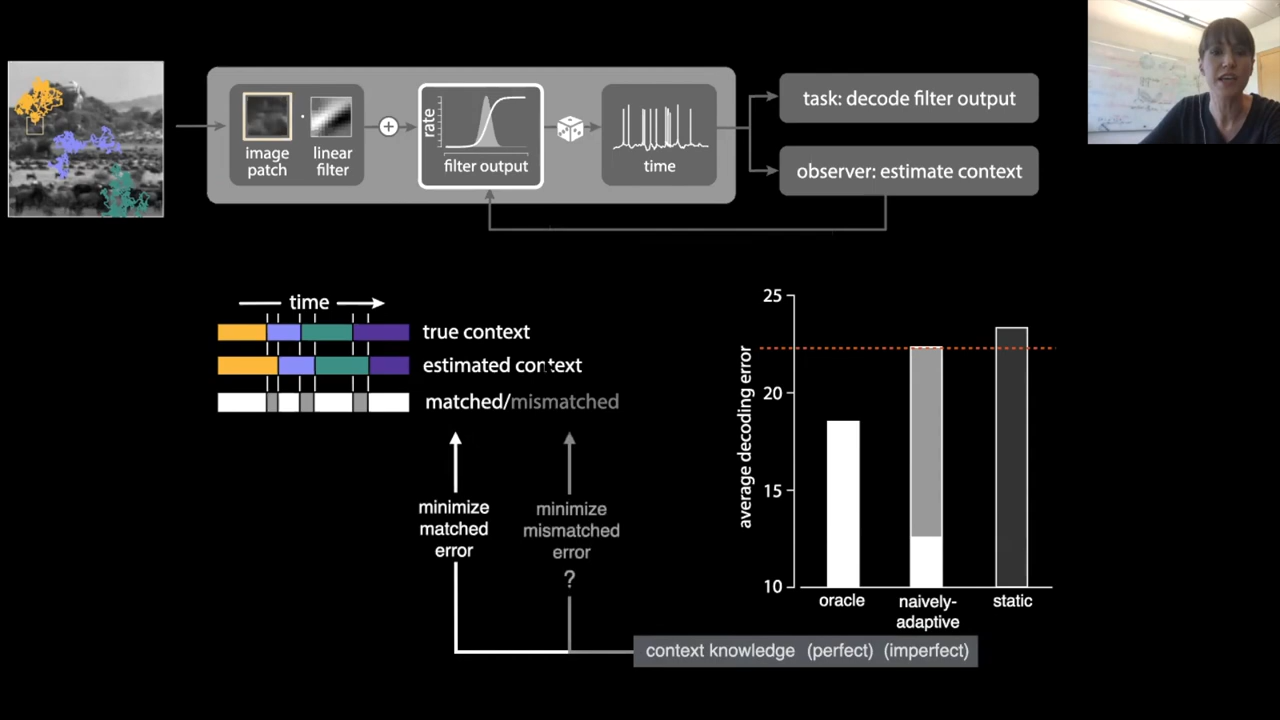 image
patch
linear
filter
rate
filter output
time
task: decode filter output
observer: estimate context
time
true context
estimated context
matched/mismatched
minimize
matched
error
minimize
mismatched
error
?
context knowledge (perfect) (imperfect)
average decoding error
25
20
15
10
oracle
naively-
adaptive
static